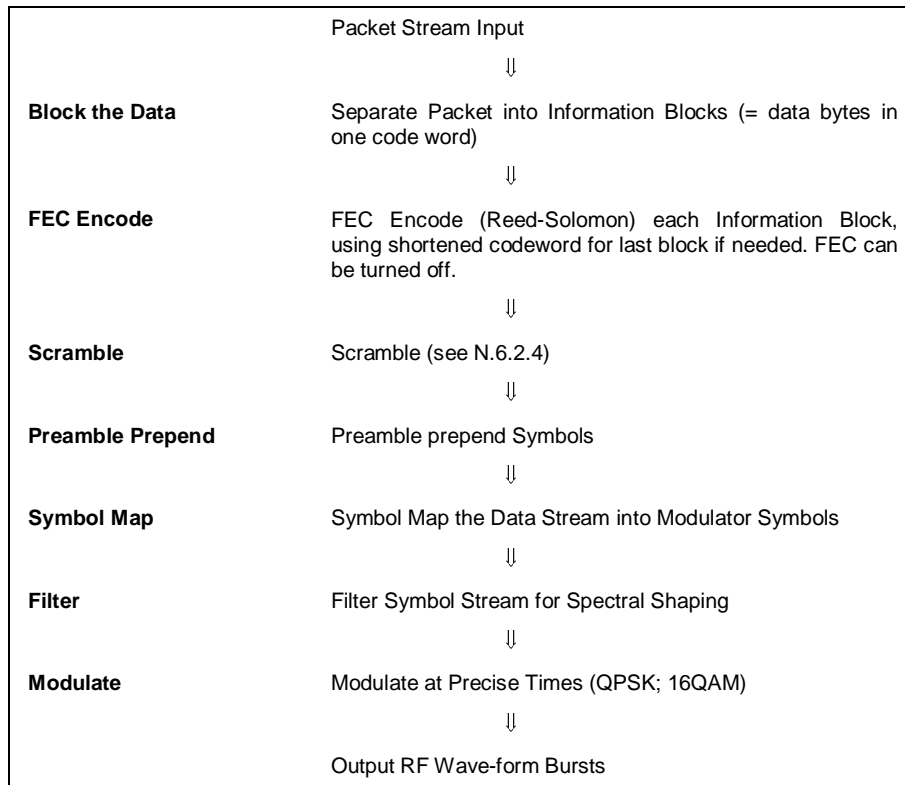 Packet Stream Input
⇓
Block the Data Separate Packet into Information Blocks (= data bytes in
one code word)
⇓
FEC Encode FEC Encode (Reed-Solomon) each Information Block,
using shortened codeword for last block if needed. FEC can
be turned off.
⇓
Scramble Scramble (see N.6.2.4)
⇓
Preamble Prepend Preamble prepend Symbols
⇓
Symbol Map Symbol Map the Data Stream into Modulator Symbols
⇓
Filter Filter Symbol Stream for Spectral Shaping
⇓
Modulate Modulate at Precise Times (QPSK; 16QAM)
⇓
Output RF Wave-form Bursts